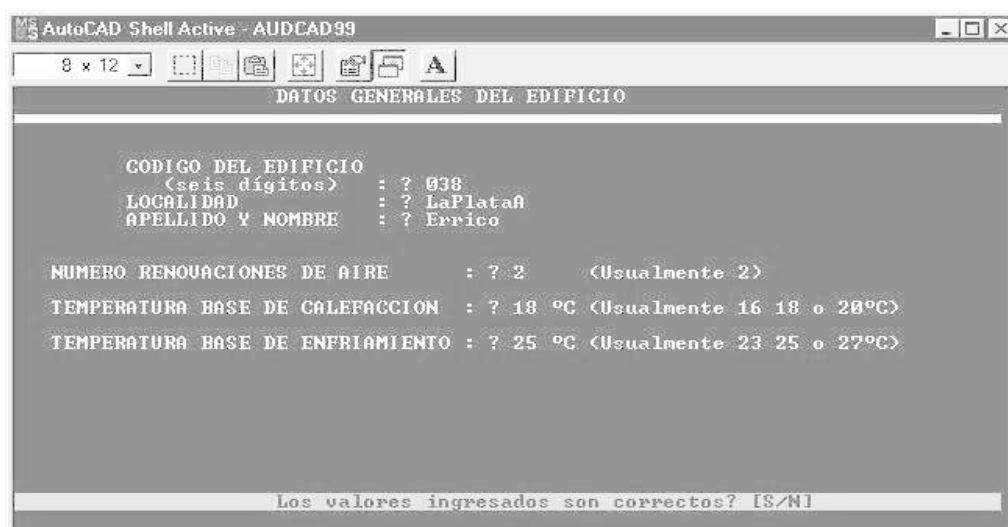 AutoCAD Shell Active - AUDCAD99
8 x 12
A
DATOS GENERALES DEL EDIFICIO
CODIGO DEL EDIFICIO
(seis dígitos) : ? 038
LOCALIDAD : ? LaPlataA
APELLIDO Y NOMBRE : ? Errico
NUMERO RENOVACIONES DE AIRE : ? 2 (Usualmente 2)
TEMPERATURA BASE DE CALEFACCION : ? 18 ºC (Usualmente 16 18 o 20ºC)
TEMPERATURA BASE DE ENFRIAMIENTO : ? 25 ºC (Usualmente 23 25 o 27ºC)
Los valores ingresados son correctos? [S/N]